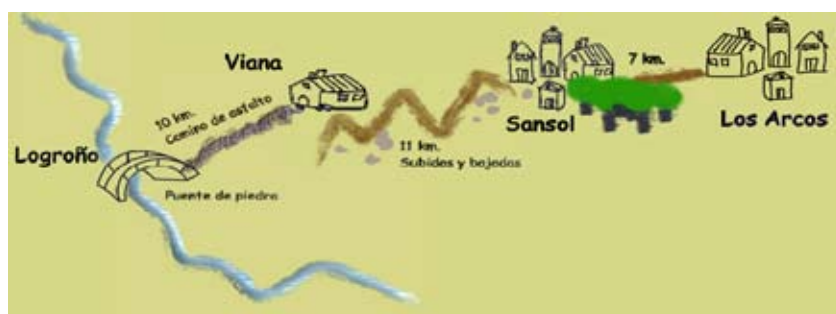 Viana
7 km.
10 km.
Camino de asfalto
Sansol
Los Arcos
Logroño
11 km.
Subidas y bajadas
Puente de piedra